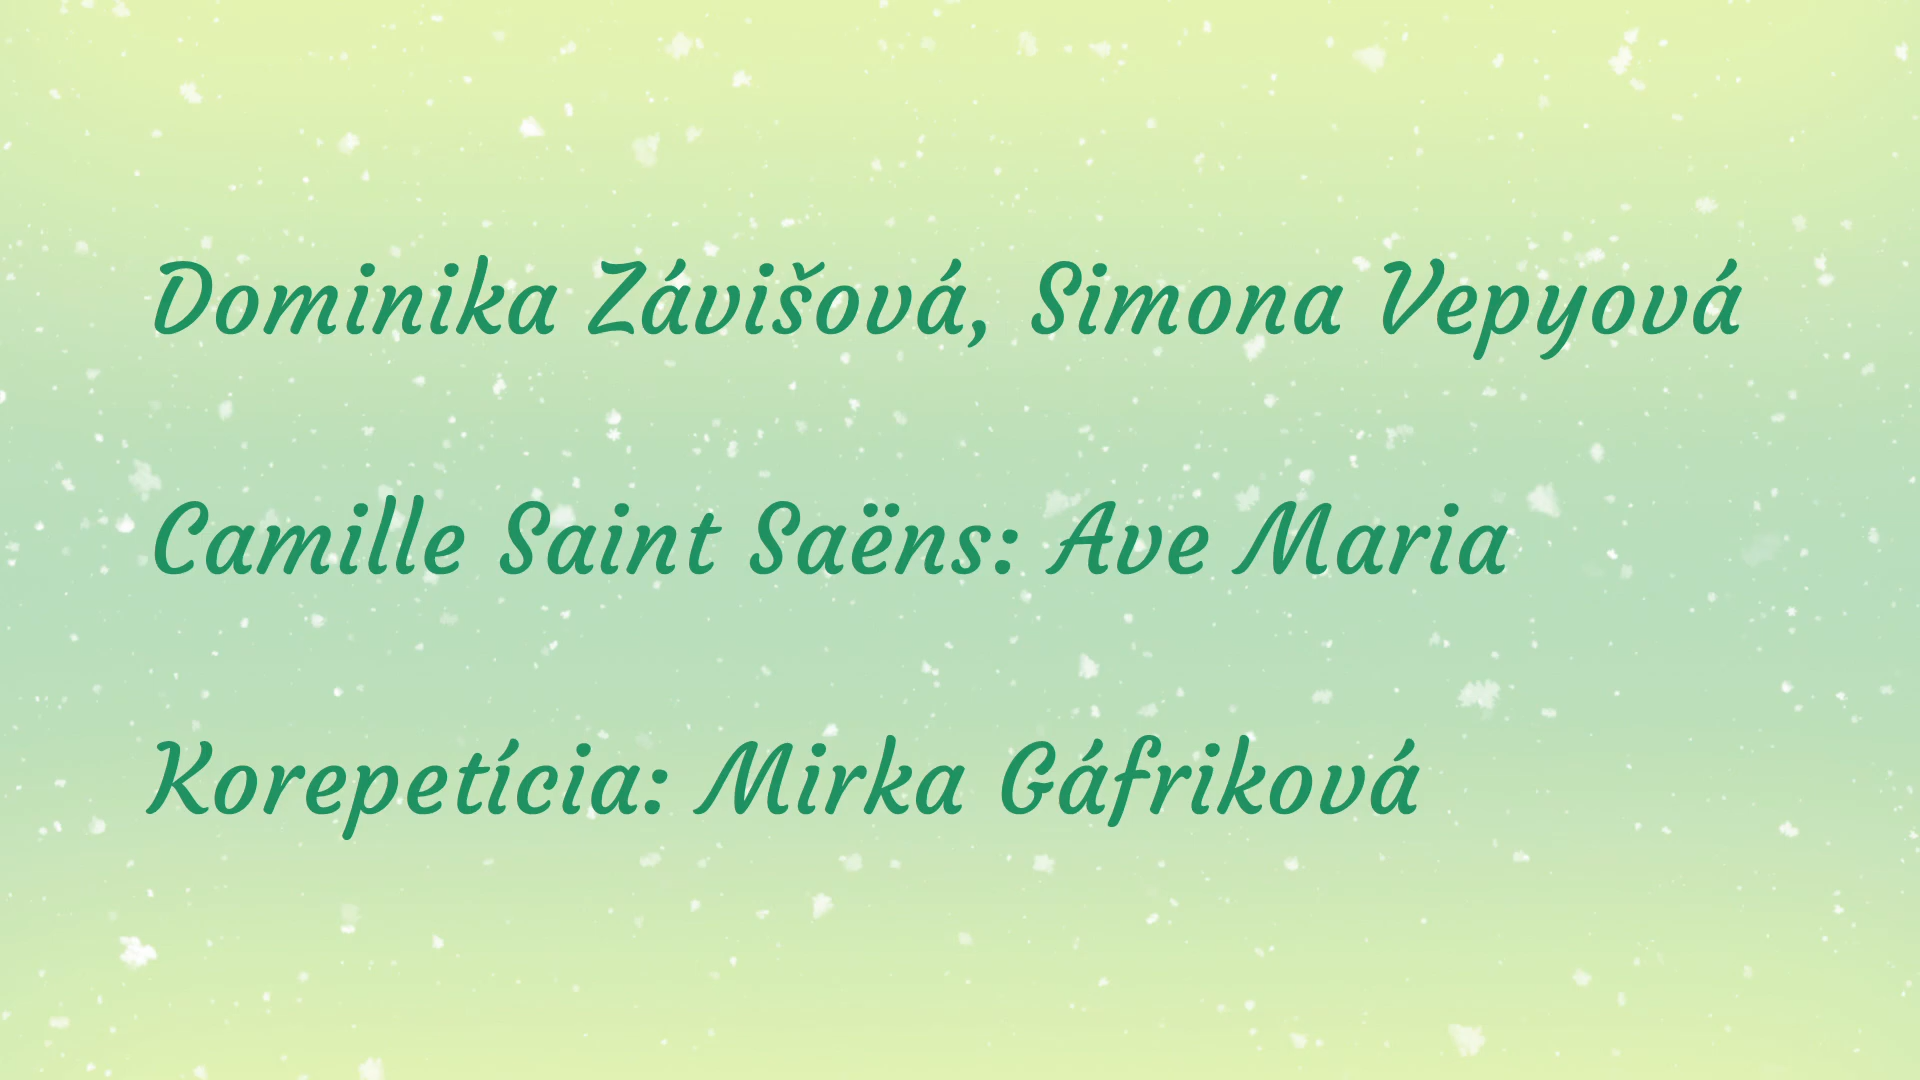 Dominika Závišová, Simona Vepyová
Camille Saint Saëns: Ave Maria
Korepetícia: Mirka Gáfriková